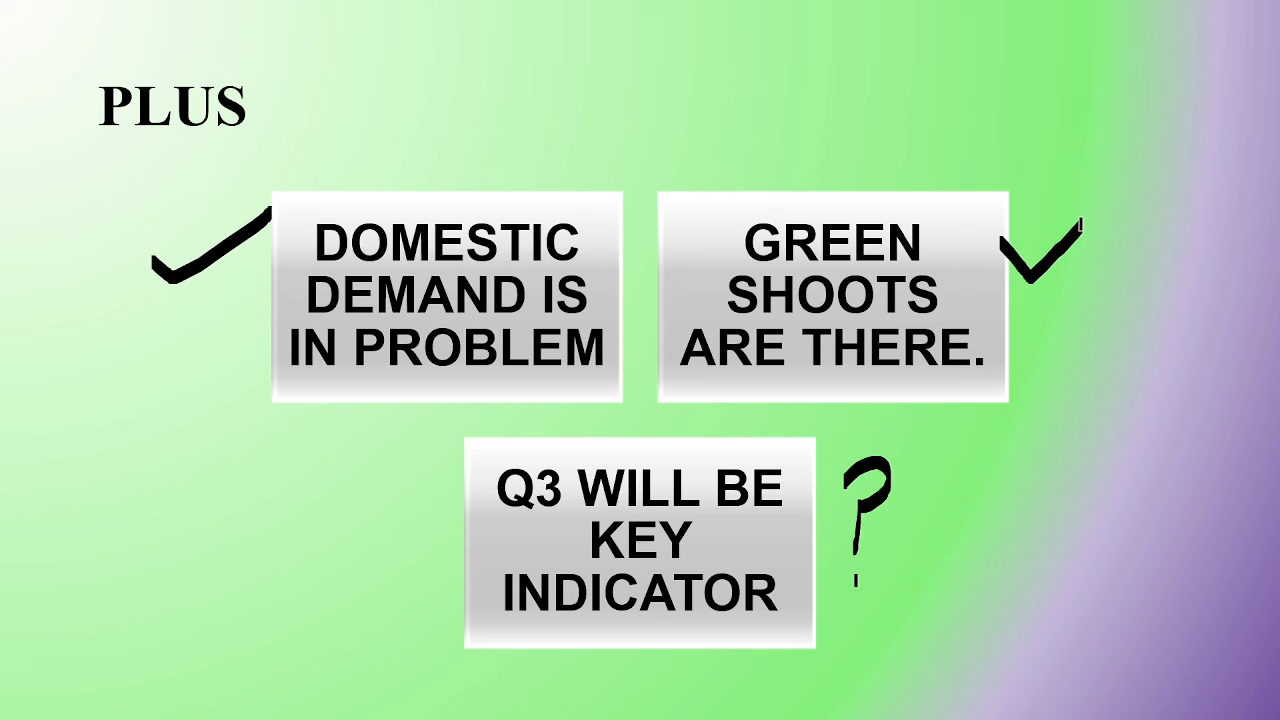 PLUS
DOMESTIC
DEMAND IS
IN PROBLEM
GREEN
SHOOTS
ARE THERE.
Q3 WILL BE
KEY
INDICATOR
?